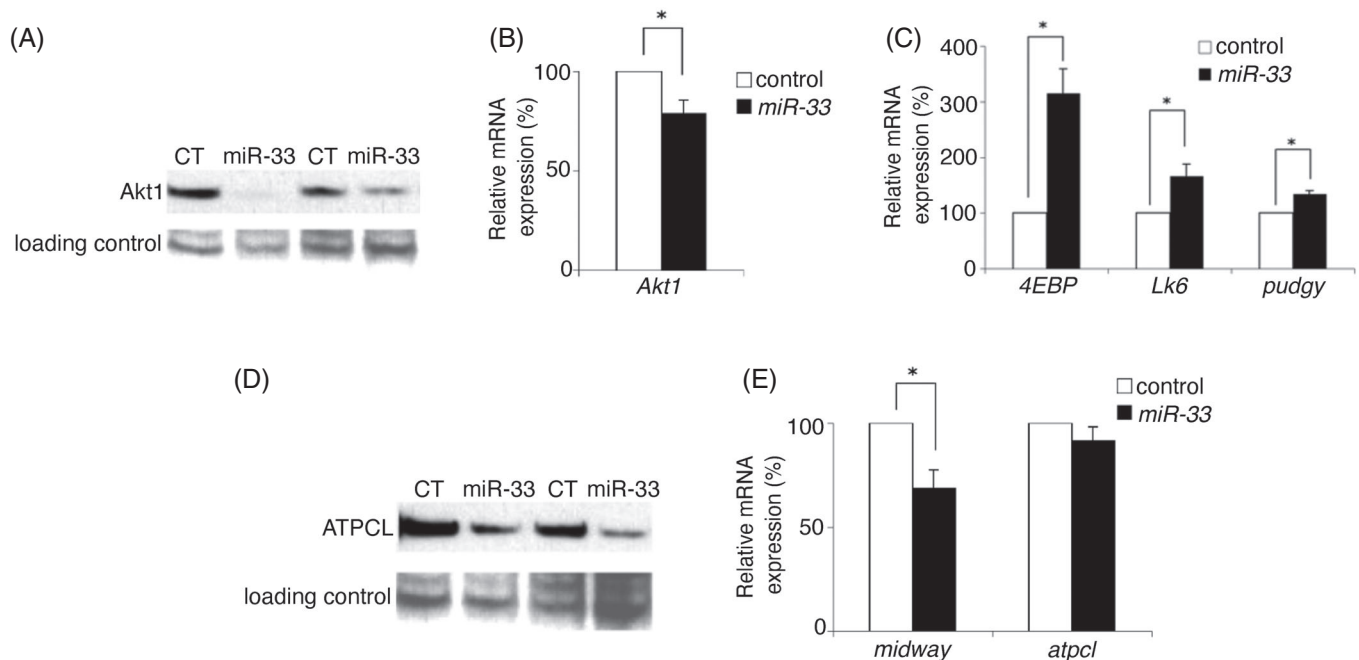 (A)
CT miR-33 CT miR-33
Akt1
loading control
(B)
*
Relative mRNA
expression (%)
100
50
0
control
miR-33
Akt1
(C)
Relative mRNA
expression (%)
400
300
200
100
0
*
*
*
control
miR-33
4EBP Lk6 pudgy
(D)
CT miR-33 CT miR-33
ATPCL
loading control
(E)
*
Relative mRNA
expression (%)
100
50
0
control
miR-33
midway atpcl